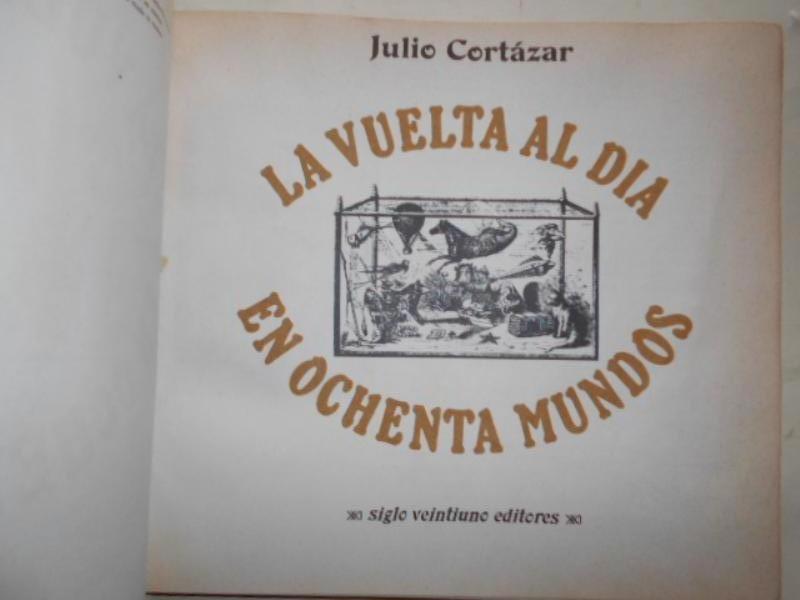 Julio Cortázar
LA VUELTA AL DIA
EN OCHENTA MUNDOS
siglo veintiuno editores